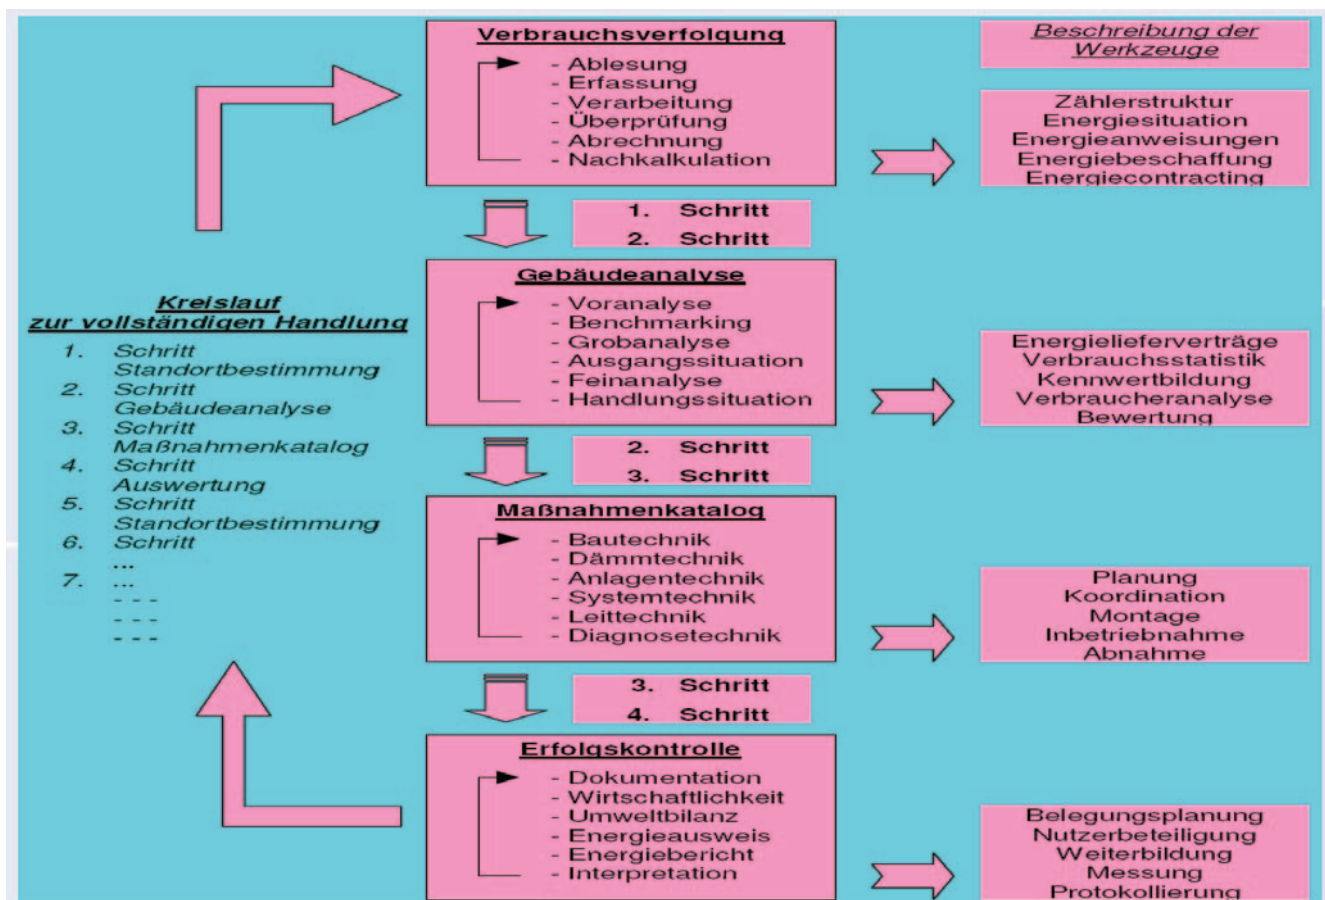 Verbrauchsverfolgung
- Ablesung
- Erfassung
- Verarbeitung
- Überprüfung
- Abrechnung
- Nachkalkulation
Beschreibung der
Werkzeuge
Zählerstruktur
Energiesituation
Energieanweisungen
Energiebeschaffung
Energiecontracting
1. Schritt
2. Schritt
Kreislauf
zur vollständigen Handlung
1. Schritt
Standortbestimmung
2. Schritt
Gebäudeanalyse
3. Schritt
Maßnahmenkatalog
4. Schritt
Auswertung
5. Schritt
Standortbestimmung
6. Schritt
...
7. ...
- - -
- - -
- - -
Gebäudeanalyse
- Voranalyse
- Benchmarking
- Grobanalyse
- Ausgangssituation
- Feinanalyse
- Handlungssituation
Energielieferverträge
Verbrauchsstatistik
Kennwertbildung
Verbraucheranalyse
Bewertung
2. Schritt
3. Schritt
Maßnahmenkatalog
- Bautechnik
- Dämmtechnik
- Anlagentechnik
- Systemtechnik
- Leittechnik
- Diagnosetechnik
Planung
Koordination
Montage
Inbetriebnahme
Abnahme
3. Schritt
4. Schritt
Erfolgskontrolle
- Dokumentation
- Wirtschaftlichkeit
- Umweltbilanz
- Energieausweis
- Energiebericht
- Interpretation
Belegungsplanung
Nutzerbeteiligung
Weiterbildung
Messung
Protokollierung